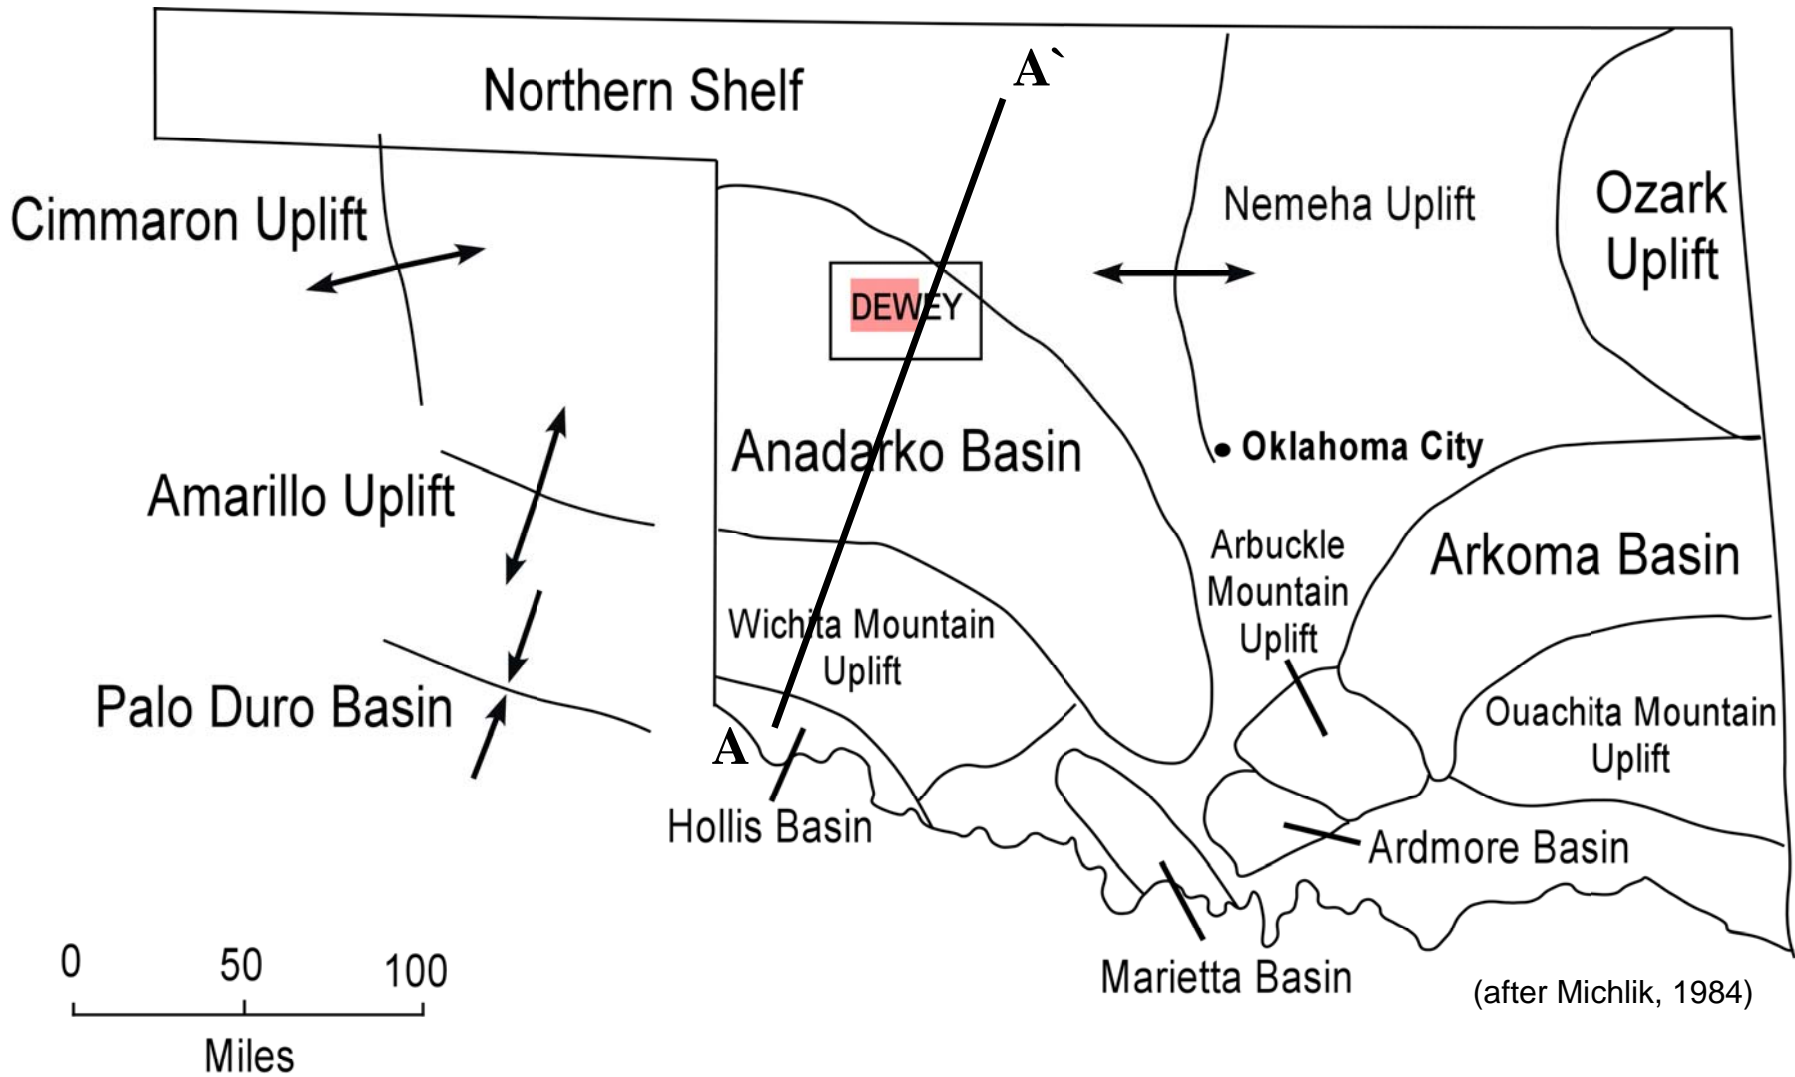 A`
Northern Shelf
Cimmaron Uplift
Nemeha Uplift
Ozark
Uplift
DEWEY
Anadarko Basin
Oklahoma City
Amarillo Uplift
Arbuckle
Mountain
Uplift
Arkoma Basin
Wichita Mountain
Uplift
Palo Duro Basin
A
Ouachita Mountain
Uplift
Hollis Basin
Ardmore Basin
Marietta Basin
0 50 100
Miles
(after Michlik, 1984)